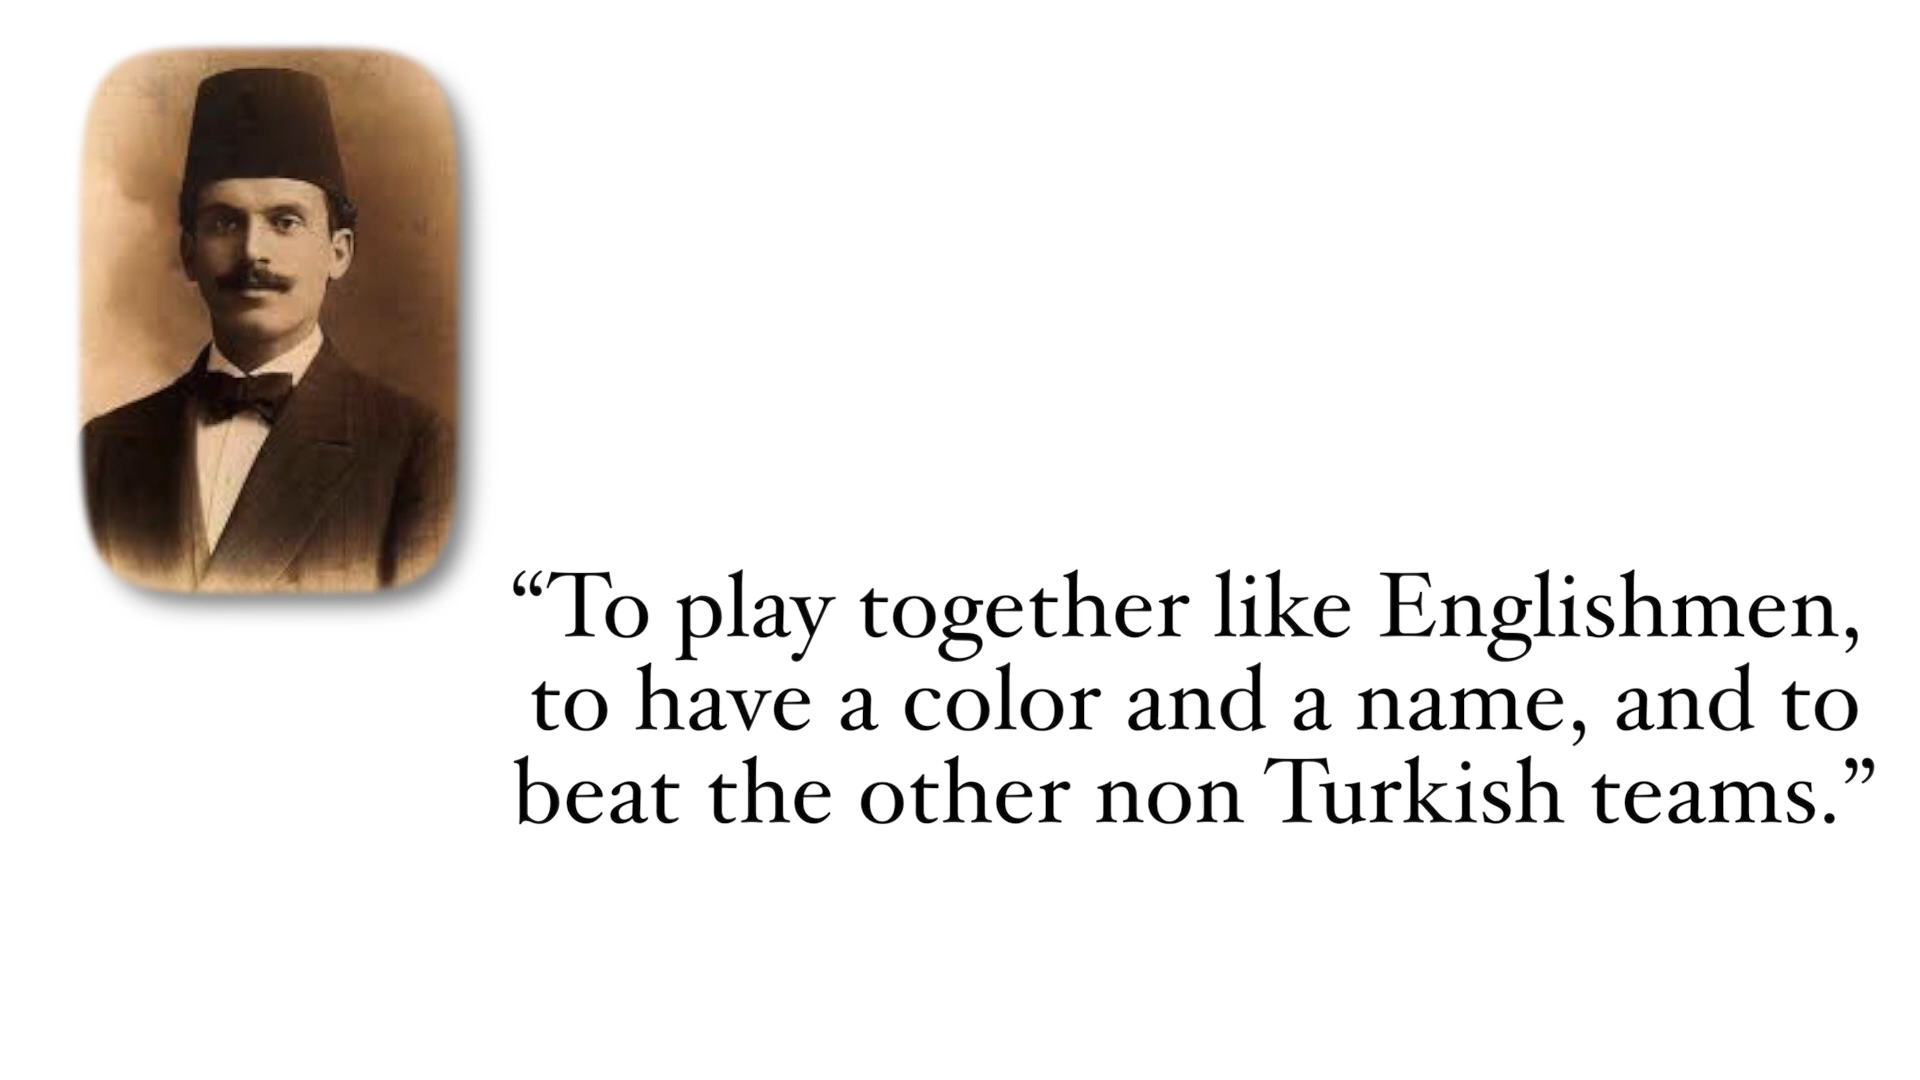 “To play together like Englishmen,
to have a color and a name, and to
beat the other non Turkish teams.”